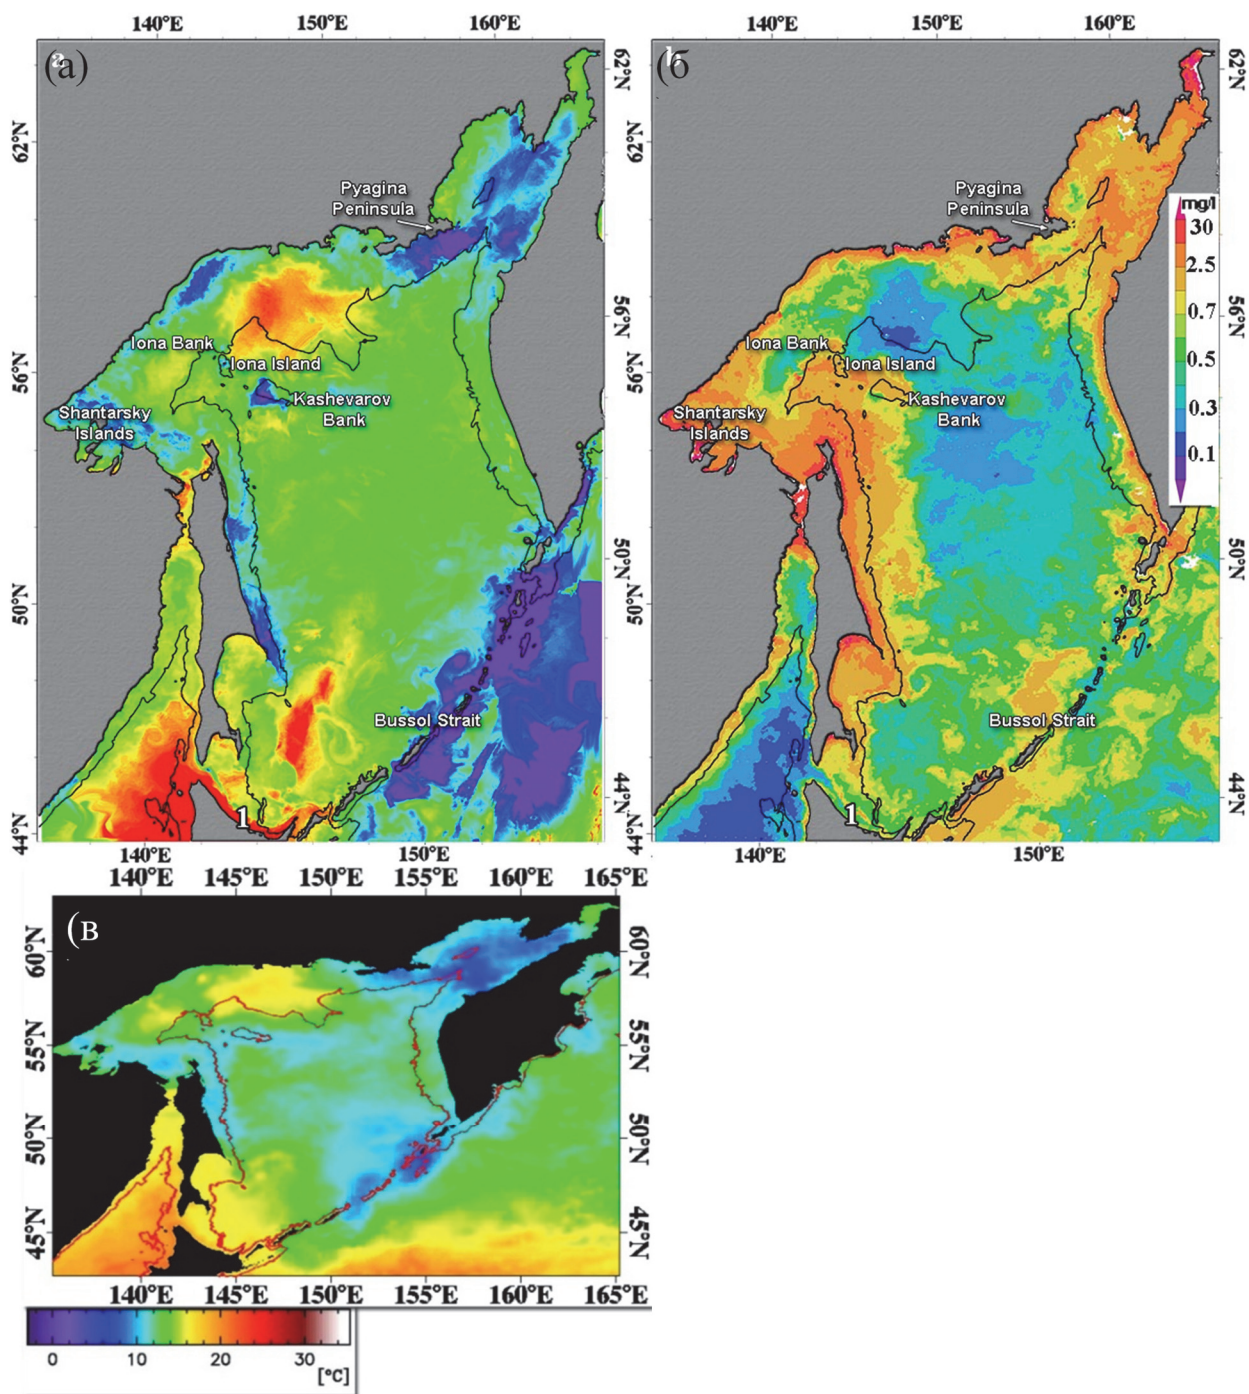 140°E 150°E 160°E
(а) a
62°N
62°N
Pyagina
Peninsula
56°N
Iona Bank
Iona Island
56°N
Kashevarov
Bank
Shantarsky
Islands
50°N
50°N
Bussol Strait
44°N
1
44°N
140°E 150°E
140°E 150°E 160°E
(б) b
62°N
62°N
Pyagina
Peninsula
mg/l
30
2.5
0.7
0.5
0.3
0.1
56°N
Iona Bank
Iona Island
56°N
Kashevarov
Bank
Shantarsky
Islands
50°N
50°N
Bussol Strait
44°N
1
44°N
140°E 150°E
140°E 145°E 150°E 155°E 160°E 165°E
(в
60°N 60°N
55°N 55°N
50°N 50°N
45°N 45°N
140°E 145°E 150°E 155°E 160°E 165°E
0 10 20 30
[°C]